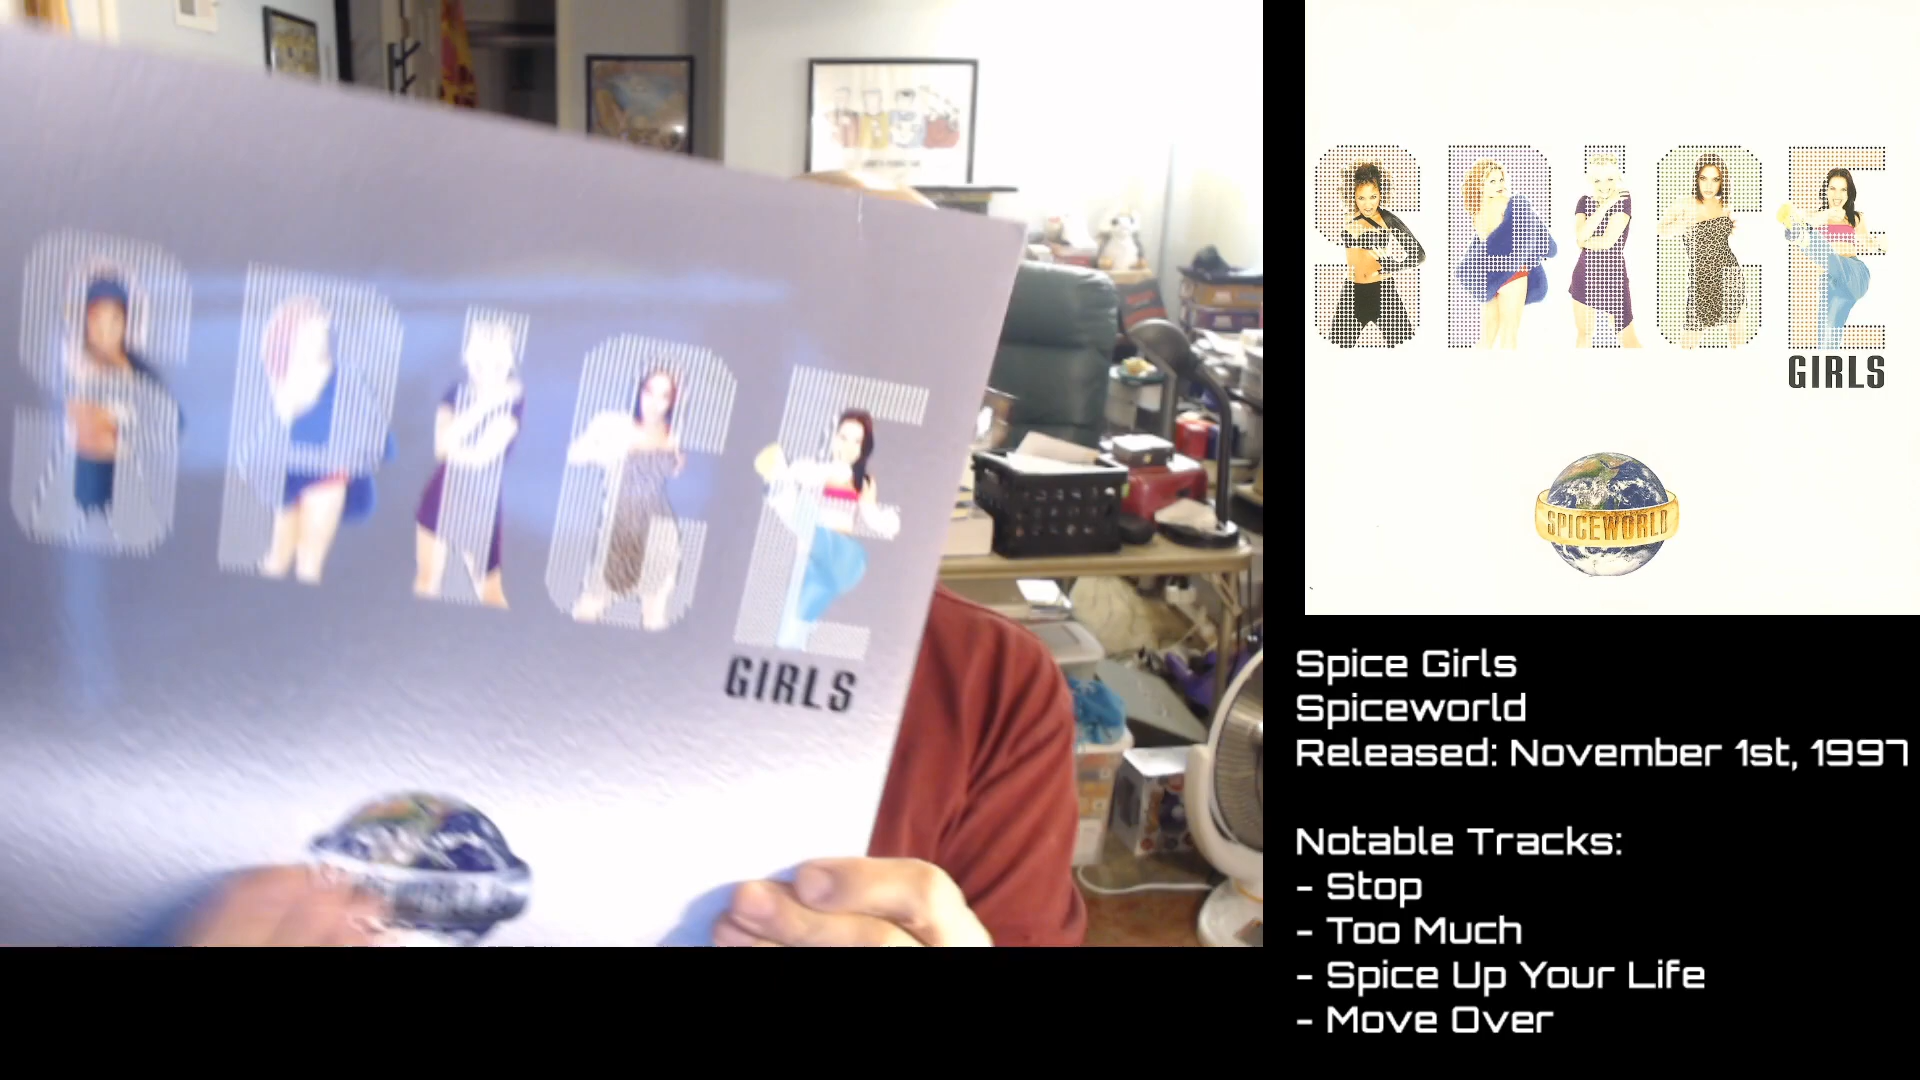 SPICE
GIRLS
SPICE
GIRLS
SPICEWORLD
Spice Girls
Spiceworld
Released: November 1st, 1997
Notable Tracks:
- Stop
- Too Much
- Spice Up Your Life
- Move Over